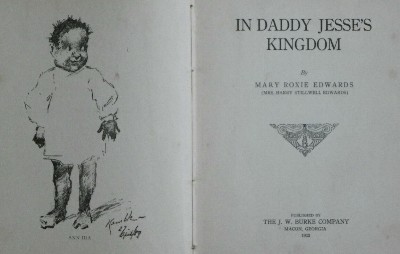 IN DADDY JESSE'S
KINGDOM
By
MARY ROXIE EDWARDS
(MRS. HARRY STILLWELL EDWARDS)
PUBLISHED BY
THE J. W. BURKE COMPANY
MACON, GEORGIA